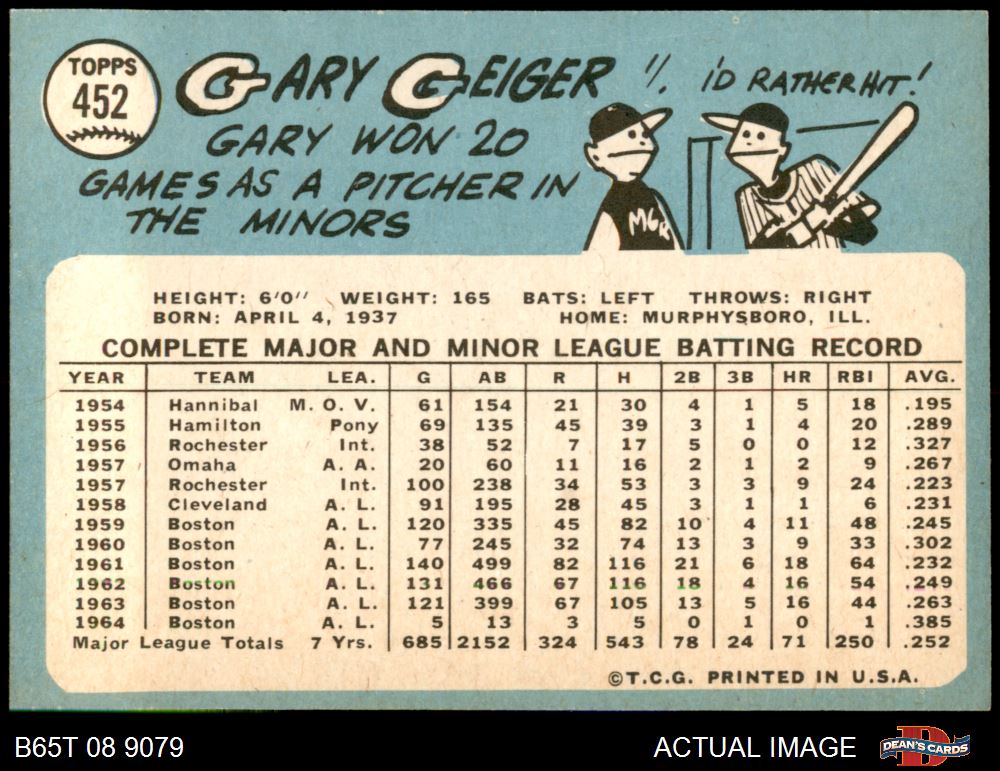 TOPPS
452
GARY GEIGER
GARY WON 20
GAMES AS A PITCHER IN
THE MINORS
I'D RATHER HIT!
MGR
HEIGHT: 6'0" WEIGHT: 165 BATS: LEFT THROWS: RIGHT
BORN: APRIL 4, 1937 HOME: MURPHYSBORO, ILL.
COMPLETE MAJOR AND MINOR LEAGUE BATTING RECORD
YEAR TEAM LEA. G AB R H 2B 3B HR RBI AVG.
1954 Hannibal M. O. V. 61 154 21 30 4 1 5 18 .195
1955 Hamilton Pony 69 135 45 39 3 1 4 20 .289
1956 Rochester Int. 38 52 7 17 5 0 0 12 .327
1957 Omaha A. A. 20 60 11 16 2 1 2 9 .267
1957 Rochester Int. 100 238 34 53 3 3 9 24 .223
1958 Cleveland A. L. 91 195 28 45 3 1 1 6 .231
1959 Boston A. L. 120 335 45 82 10 4 11 48 .245
1960 Boston A. L. 77 245 32 74 13 3 9 33 .302
1961 Boston A. L. 140 499 82 116 21 6 18 64 .232
1962 Boston A. L. 131 466 67 116 18 4 16 54 .249
1963 Boston A. L. 121 399 67 105 13 5 16 44 .263
1964 Boston A. L. 5 13 3 5 0 1 0 1 .385
Major League Totals 7 Yrs. 685 2152 324 543 78 24 71 250 .252
©T.C.G. PRINTED IN U.S.A.
B65T 08 9079
ACTUAL IMAGE
DEAN'S CARDS